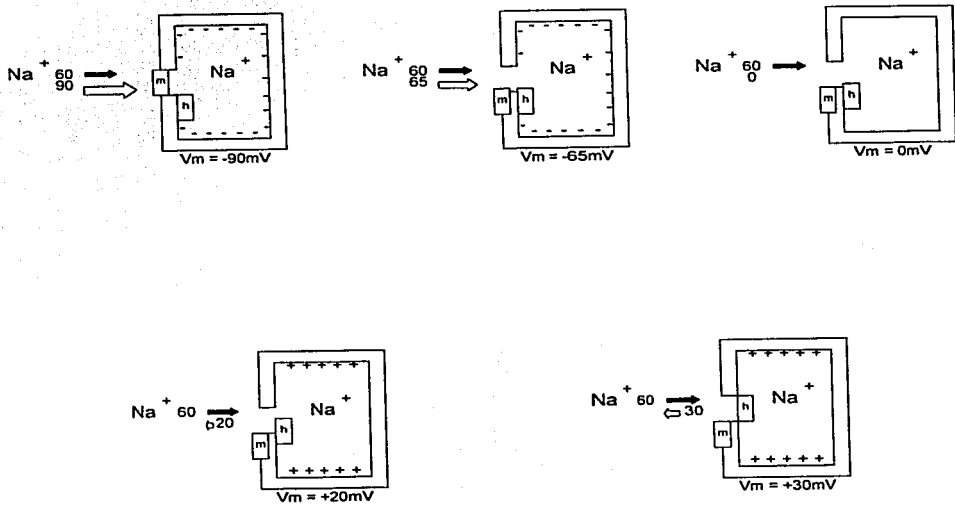 Na + 60
90
m
h
Na +
Vm = -90mV
Na + 60
65
m
h
Na +
Vm = -65mV
Na + 60
0
m
h
Na +
Vm = 0mV
Na + 60
20
m
h
Na +
+ + + + +
+ + + + +
Vm = +20mV
Na + 60
30
m
h
Na +
+ + + + +
+ + + + +
Vm = +30mV